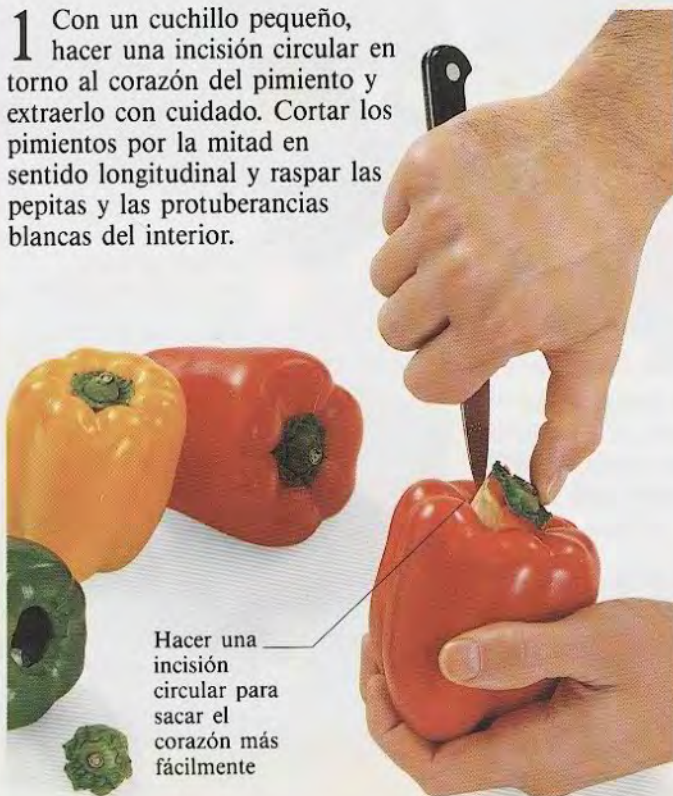 1 Con un cuchillo pequeño,
hacer una incisión circular en
torno al corazón del pimiento y
extraerlo con cuidado. Cortar los
pimientos por la mitad en
sentido longitudinal y raspar las
pepitas y las protuberancias
blancas del interior.
Hacer una
incisión
circular para
sacar el
corazón más
fácilmente